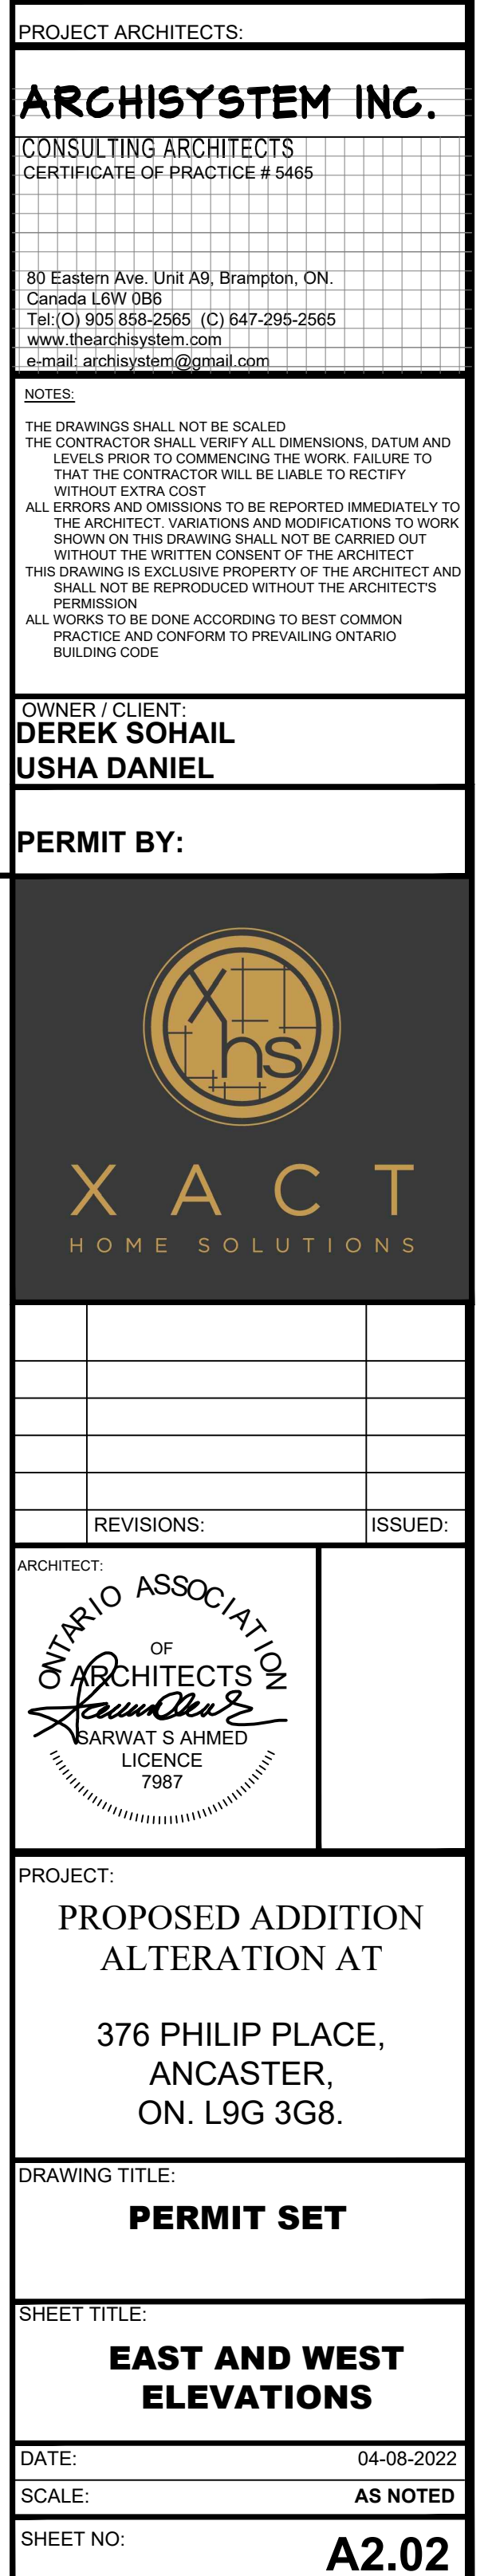 PROJECT ARCHITECTS:
ARCHISYSTEM INC.
CONSULTING ARCHITECTS
CERTIFICATE OF PRACTICE # 5465
80 Eastern Ave. Unit A9, Brampton, ON.
Canada L6W 0B6
Tel:(O) 905 858-2565 (C) 647-295-2565
www.thearchisystem.com
e-mail: archisystem@gmail.com
NOTES:
THE DRAWINGS SHALL NOT BE SCALED
THE CONTRACTOR SHALL VERIFY ALL DIMENSIONS, DATUM AND
LEVELS PRIOR TO COMMENCING THE WORK. FAILURE TO
THAT THE CONTRACTOR WILL BE LIABLE TO RECTIFY
WITHOUT EXTRA COST
ALL ERRORS AND OMISSIONS TO BE REPORTED IMMEDIATELY TO
THE ARCHITECT. VARIATIONS AND MODIFICATIONS TO WORK
SHOWN ON THIS DRAWING SHALL NOT BE CARRIED OUT
WITHOUT THE WRITTEN CONSENT OF THE ARCHITECT
THIS DRAWING IS EXCLUSIVE PROPERTY OF THE ARCHITECT AND
SHALL NOT BE REPRODUCED WITHOUT THE ARCHITECT'S
PERMISSION
ALL WORKS TO BE DONE ACCORDING TO BEST COMMON
PRACTICE AND CONFORM TO PREVAILING ONTARIO
BUILDING CODE
OWNER / CLIENT:
DEREK SOHAIL
USHA DANIEL
PERMIT BY:
Xhs
XACT
HOME SOLUTIONS
REVISIONS: ISSUED:
ARCHITECT:
ONTARIO ASSOCIATION
OF
ARCHITECTS
SARWAT S AHMED
LICENCE
7987
PROJECT:
PROPOSED ADDITION
ALTERATION AT
376 PHILIP PLACE,
ANCASTER,
ON. L9G 3G8.
DRAWING TITLE:
PERMIT SET
SHEET TITLE:
EAST AND WEST
ELEVATIONS
DATE: 04-08-2022
SCALE: AS NOTED
SHEET NO: A2.02